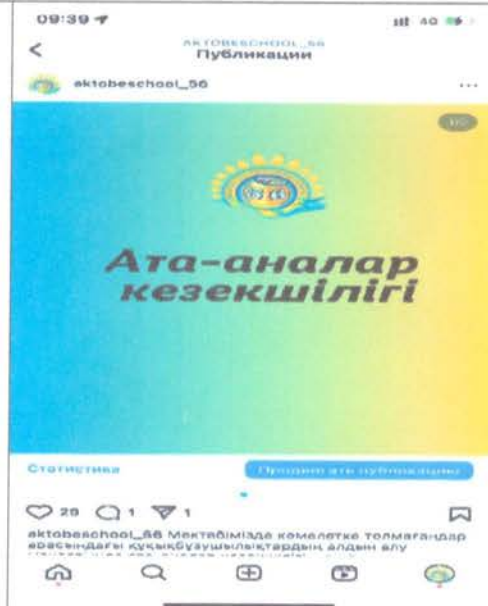 09:39
4G
AKTOBESCHOOL_56
Публикации
aktobeschool_56
Ата-аналар
кезекшілігі
Статистика
Продвигать публикацию
29 1 1
aktobeschool_56 Мектебімізде кәмелетке толмағандар
арасындағы құқықбұзушылықтардың алдын алу